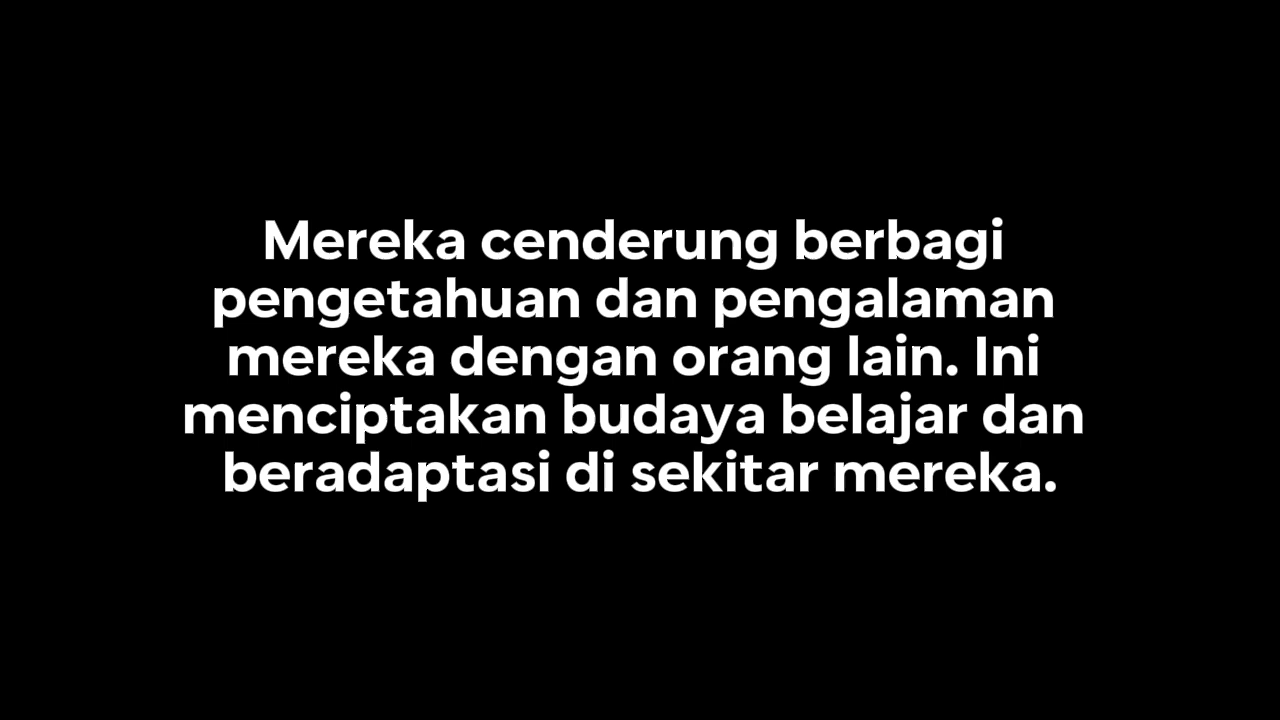 Mereka cenderung berbagi
pengetahuan dan pengalaman
mereka dengan orang lain. Ini
menciptakan budaya belajar dan
beradaptasi di sekitar mereka.